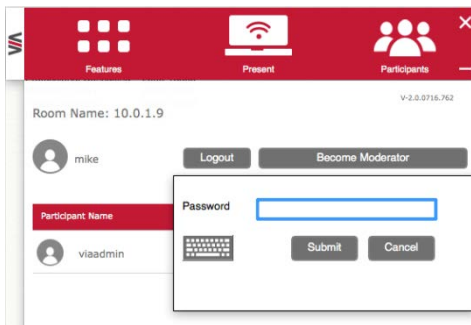 Features
Present
Participants
V-2.0.0716.762
Room Name: 10.0.1.9
mike
Logout
Become Moderator
Password
Participant Name
Submit
Cancel
viaadmin